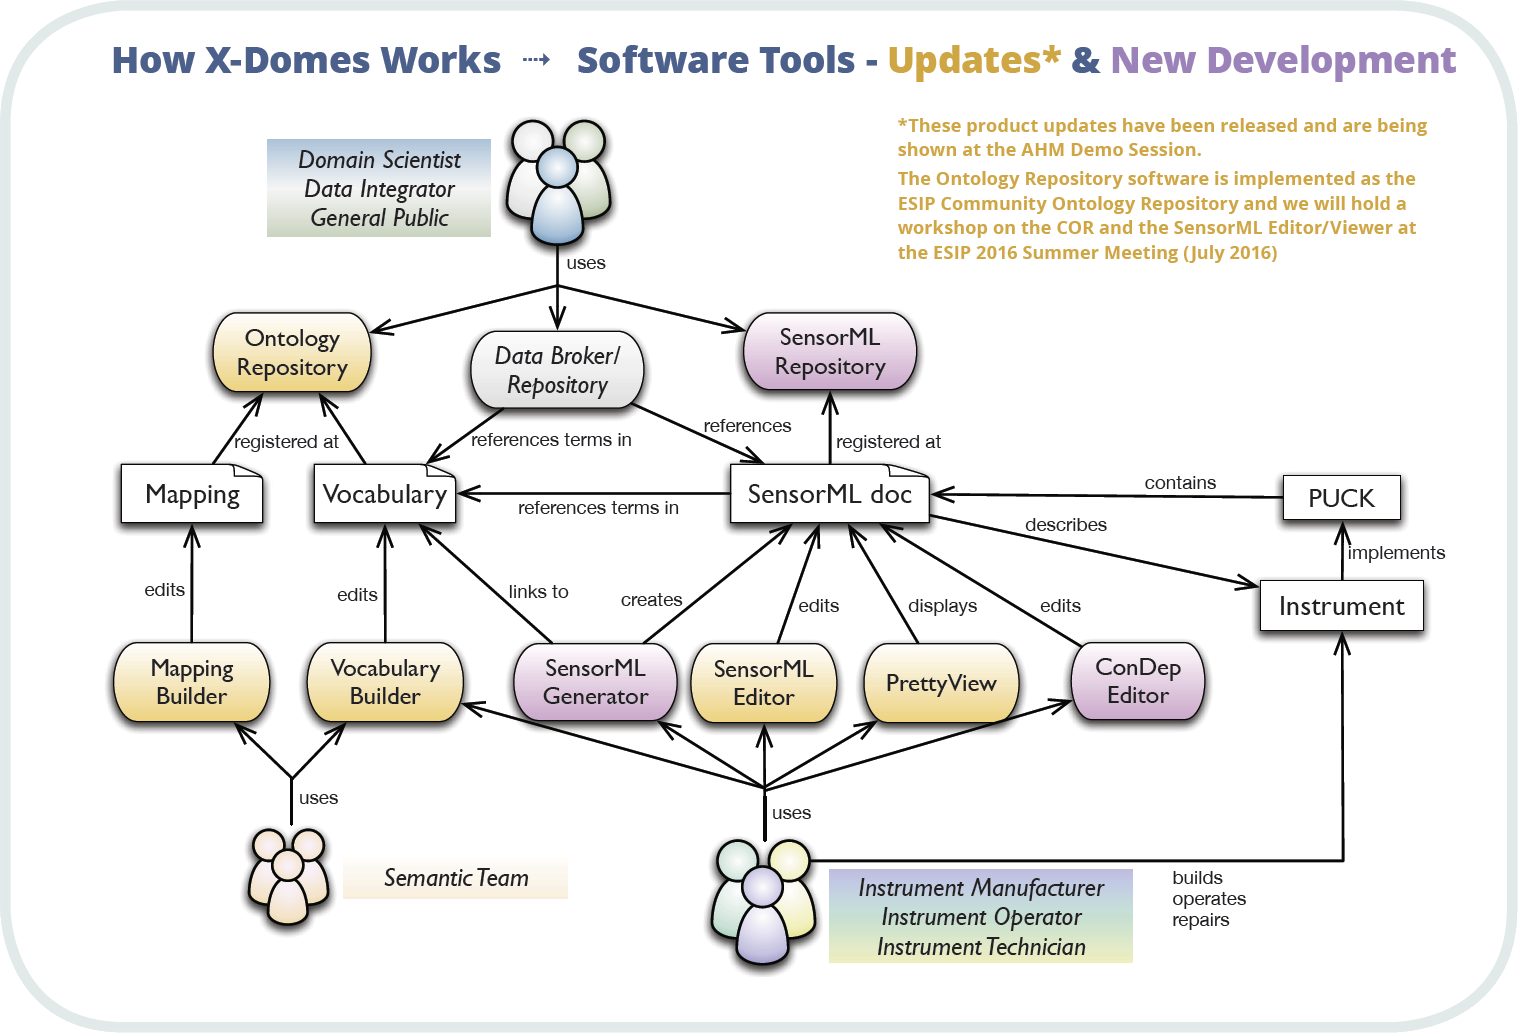 How X-Domes Works ⇢ Software Tools - Updates* & New Development
*These product updates have been released and are being
shown at the AHM Demo Session.
The Ontology Repository software is implemented as the
ESIP Community Ontology Repository and we will hold a
workshop on the COR and the SensorML Editor/Viewer at
the ESIP 2016 Summer Meeting (July 2016)
Domain Scientist
Data Integrator
General Public
uses
Ontology
Repository
Data Broker/
Repository
SensorML
Repository
registered at
references terms in
references
registered at
Mapping
Vocabulary
references terms in
SensorML doc
contains
PUCK
describes
implements
Instrument
edits
edits
links to
creates
edits
displays
edits
Mapping
Builder
Vocabulary
Builder
SensorML
Generator
SensorML
Editor
PrettyView
ConDep
Editor
uses
uses
Semantic Team
Instrument Manufacturer
Instrument Operator
Instrument Technician
builds
operates
repairs